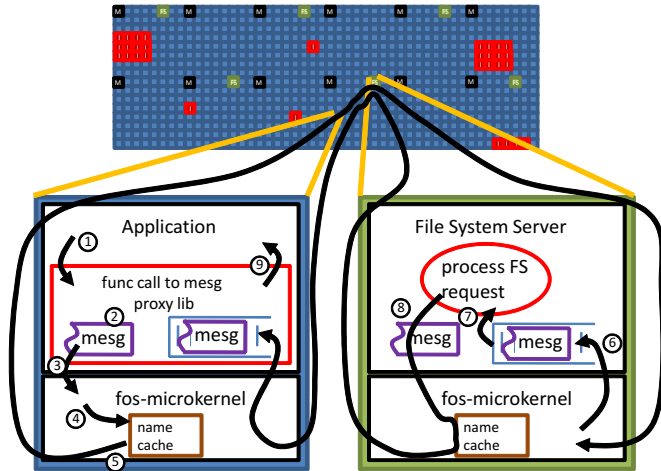 M FS M M FS M M FS M
I
M FS M M FS M M FS
I
I
Application
File System Server
1
9
func call to mesg
proxy lib
process FS
request
2
8
7
mesg
mesg
mesg
mesg
3
6
fos-microkernel
fos-microkernel
4
name
cache
name
cache
5